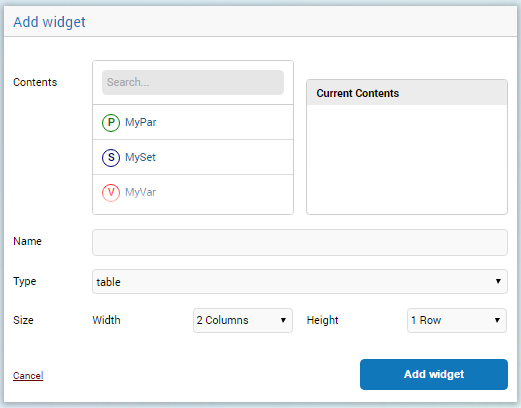 Add widget
Contents
Search...
Current Contents
P MyPar
S MySet
V MyVar
Name
Type table
Size Width 2 Columns Height 1 Row
Cancel Add widget